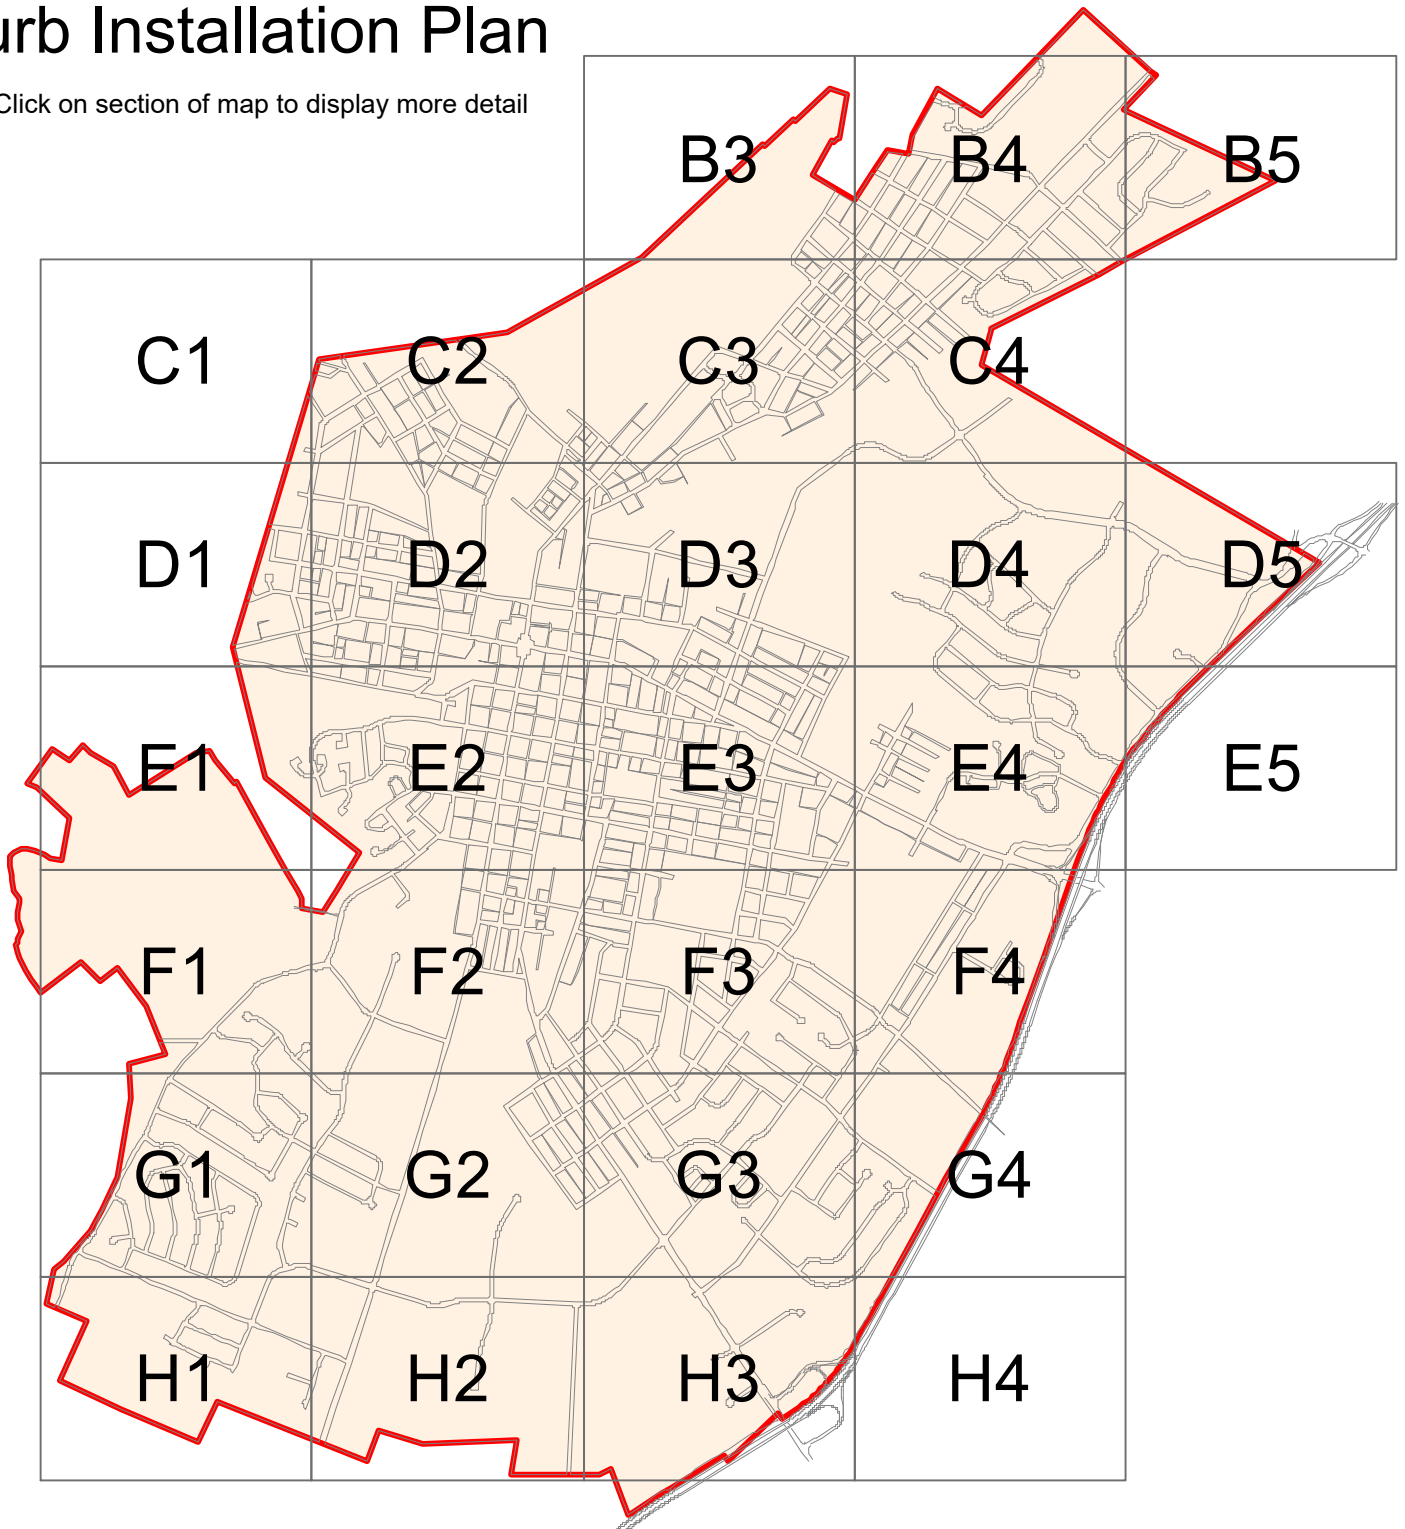 urb Installation Plan
Click on section of map to display more detail
B3 B4 B5
C1 C2 C3 C4
D1 D2 D3 D4 D5
E1 E2 E3 E4 E5
F1 F2 F3 F4
G1 G2 G3 G4
H1 H2 H3 H4